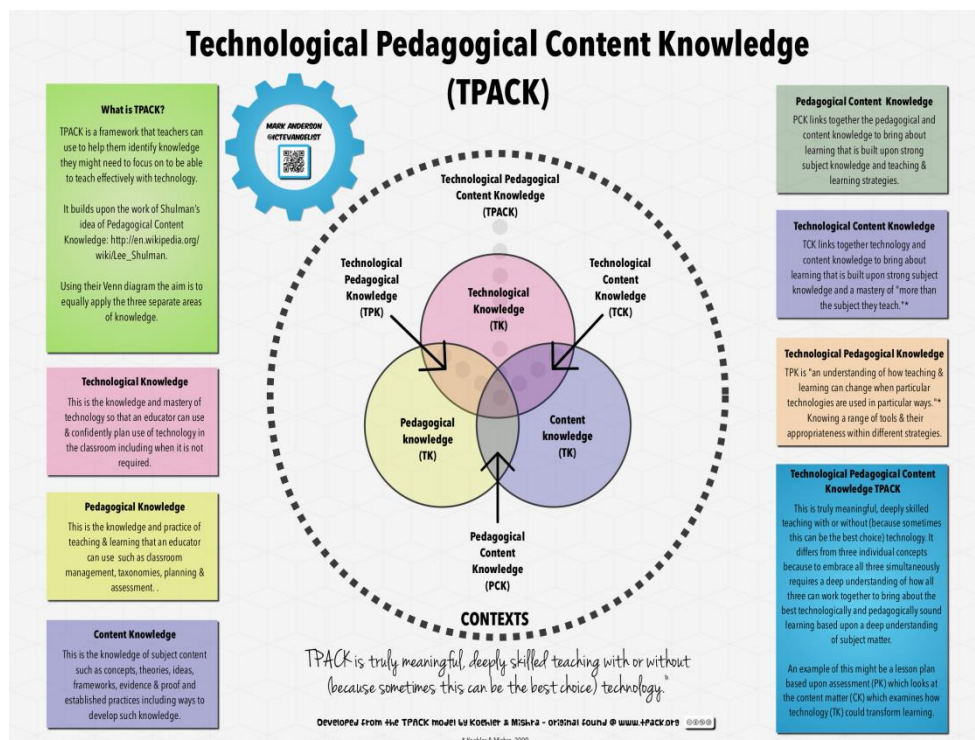 Technological Pedagogical Content Knowledge
(TPACK)
What is TPACK?
TPACK is a framework that teachers can
use to help them identify knowledge
they might need to focus on to be able
to teach effectively with technology.
It builds upon the work of Shulman's
idea of Pedagogical Content
Knowledge: http://en.wikipedia.org/
wiki/Lee_Shulman.
Using their Venn diagram the aim is to
equally apply the three separate areas
of knowledge.
Technological Knowledge
This is the knowledge and mastery of
technology so that an educator can use
& confidently plan use of technology in
the classroom including when it is not
required.
Pedagogical Knowledge
This is the knowledge and practice of
teaching & learning that an educator
can use such as classroom
management, taxonomies, planning &
assessment. .
Content Knowledge
This is the knowledge of subject content
such as concepts, theories, ideas,
frameworks, evidence & proof and
established practices including ways to
develop such knowledge.
MARK ANDERSON
@ICTEVANGELIST
Technological Pedagogical
Content Knowledge
(TPACK)
Technological
Pedagogical
Knowledge
(TPK)
Technological
Content
Knowledge
(TCK)
Technological
Knowledge
(TK)
Pedagogical
knowledge
(TK)
Content
knowledge
(TK)
Pedagogical
Content
Knowledge
(PCK)
CONTEXTS
TPACK is truly meaningful, deeply skilled teaching with or without
(because sometimes this can be the best choice) technology."
Developed from the TPACK model by Koehler & Mishra - original found @ www.tpack.org
* Koehler & Mishra, 2009
Pedagogical Content Knowledge
PCK links together the pedagogical and
content knowledge to bring about
learning that is built upon strong
subject knowledge and teaching &
learning strategies.
Technological Content Knowledge
TCK links together technology and
content knowledge to bring about
learning that is built upon strong subject
knowledge and a mastery of "more than
the subject they teach."*
Technological Pedagogical Knowledge
TPK is "an understanding of how teaching &
learning can change when particular
technologies are used in particular ways."*
Knowing a range of tools & their
appropriateness within different strategies.
Technological Pedagogical Content
Knowledge TPACK
This is truly meaningful, deeply skilled
teaching with or without (because sometimes
this can be the best choice) technology. It
differs from three individual concepts
because to embrace all three simultaneously
requires a deep understanding of how all
three can work together to bring about the
best technologically and pedagogically sound
learning based upon a deep understanding
of subject matter.
An example of this might be a lesson plan
based upon assessment (PK) which looks at
the content matter (CK) which examines how
technology (TK) could transform learning.